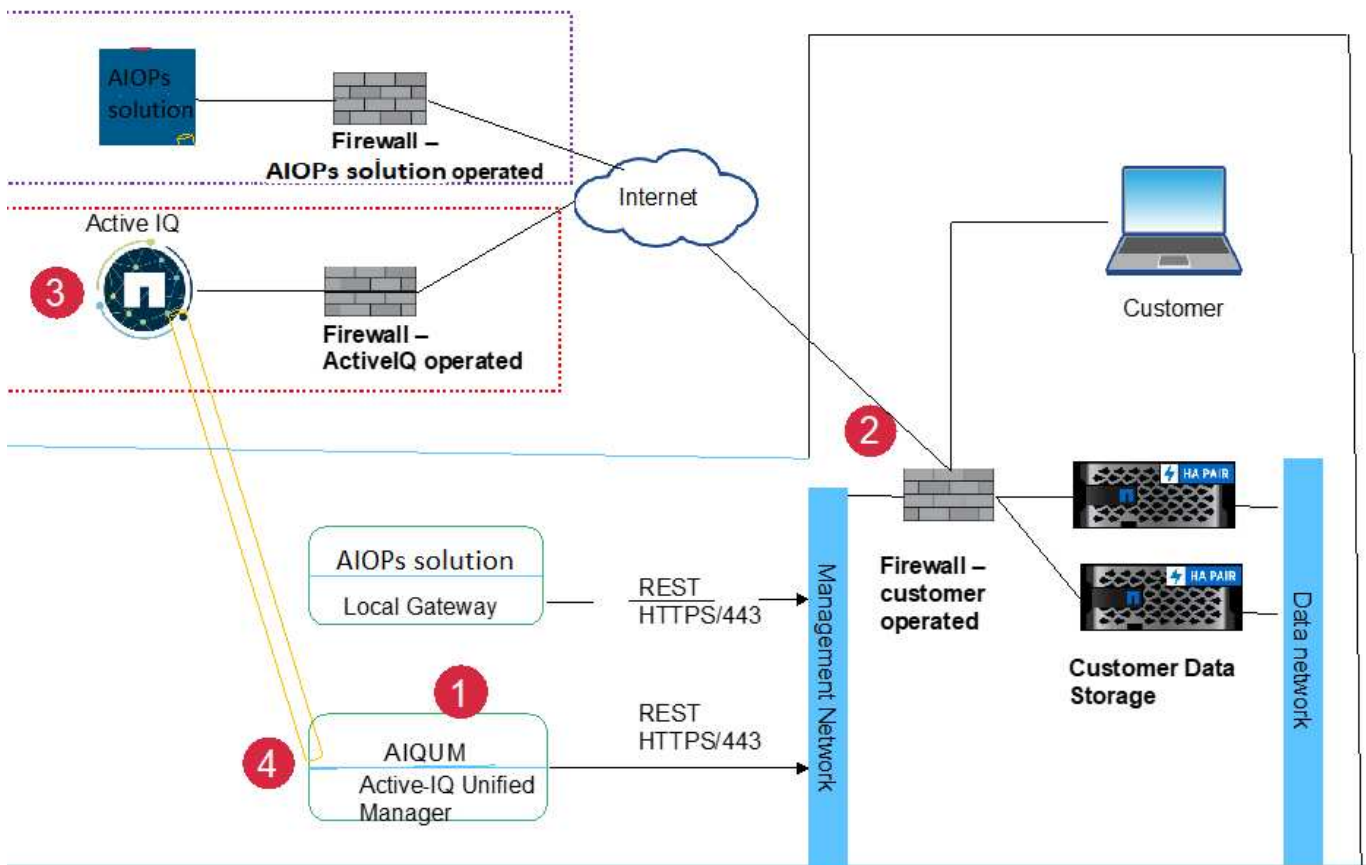 AIOPs
solution
Firewall –
AIOPs solution operated
Internet
Active IQ
3
Firewall –
ActiveIQ operated
Customer
2
HA PAIR
HA PAIR
Firewall –
customer
operated
Customer Data
Storage
Management Network
Data network
AIOPs solution
Local Gateway
REST
HTTPS/443
1
REST
HTTPS/443
4
AIQUM
Active-IQ Unified
Manager